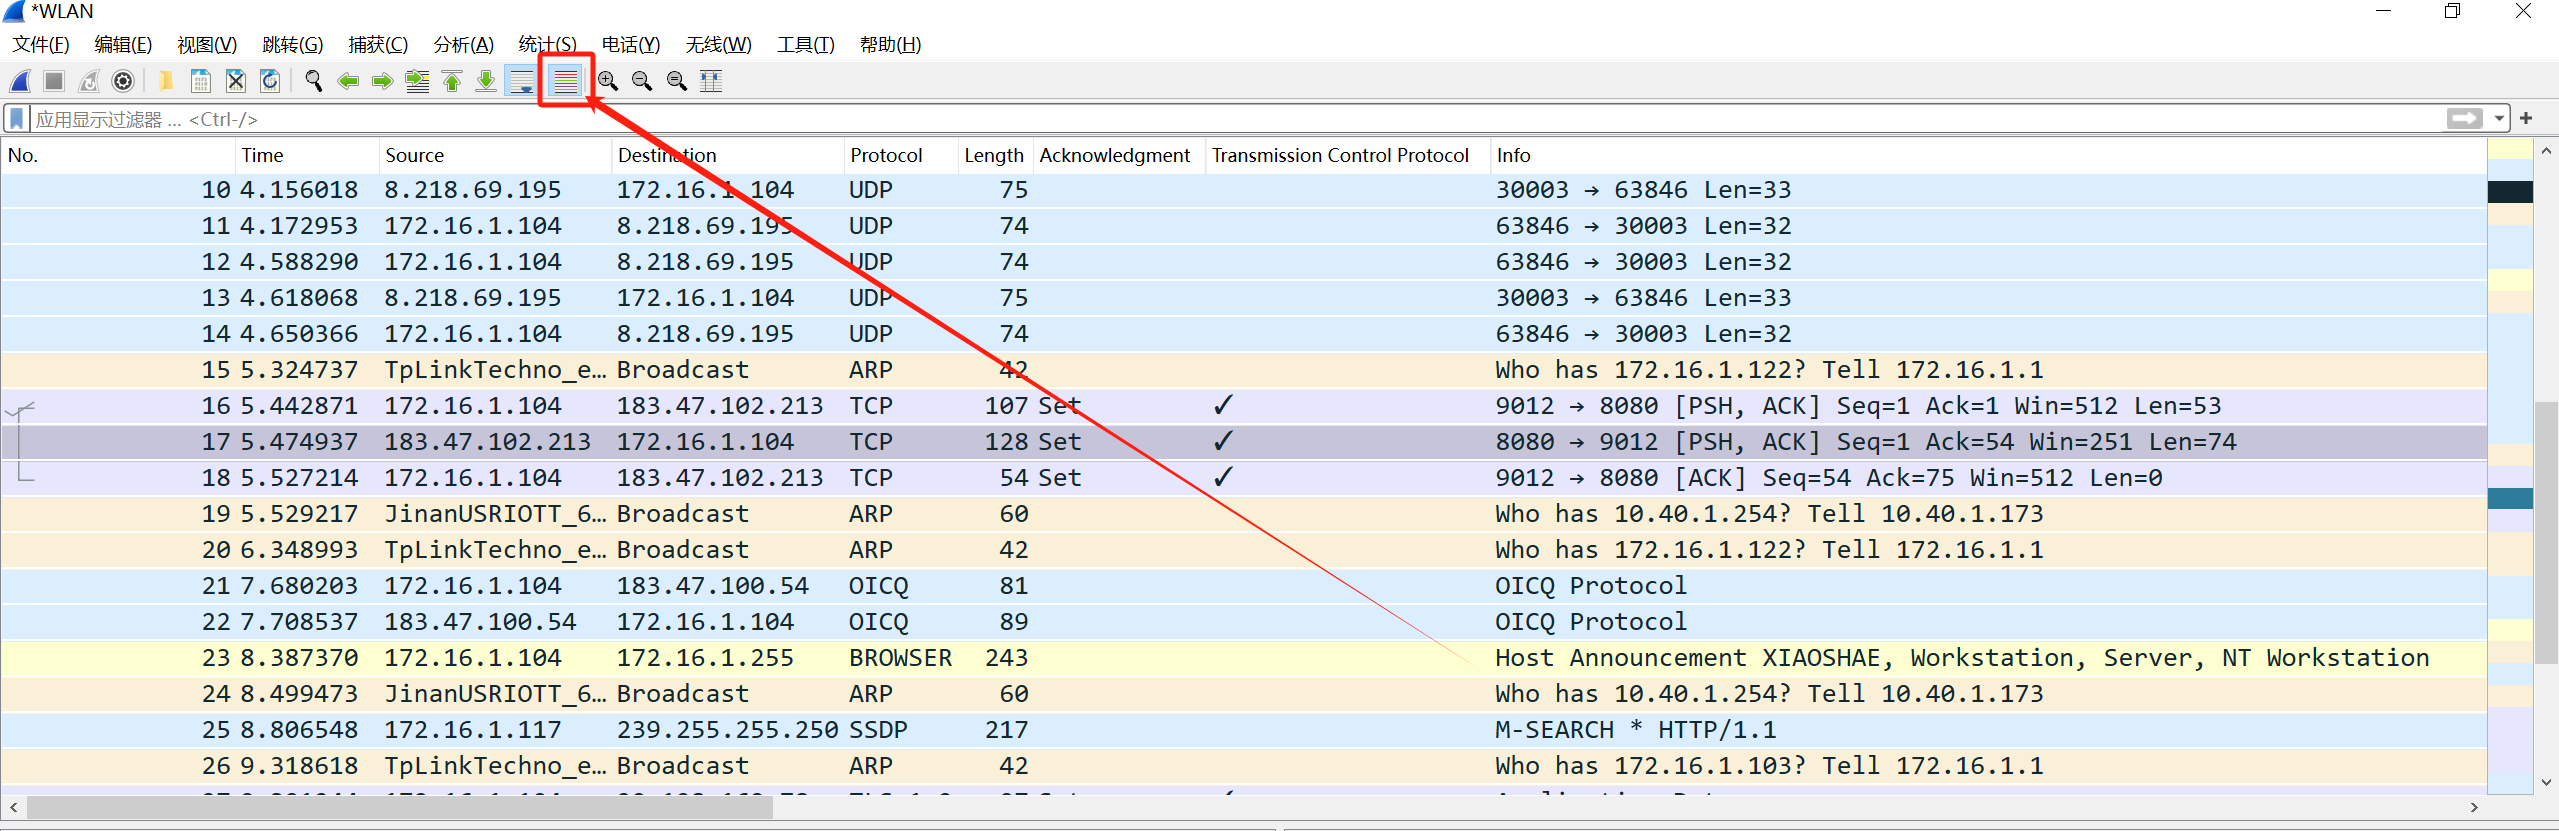 *WLAN
文件(F) 编辑(E) 视图(V) 跳转(G) 捕获(C) 分析(A) 统计(S) 电话(Y) 无线(W) 工具(T) 帮助(H)
应用显示过滤器 … <Ctrl-/>
No. Time Source Destination Protocol Length Acknowledgment Transmission Control Protocol Info
10 4.156018 8.218.69.195 172.16.1.104 UDP 75 30003 → 63846 Len=33
11 4.172953 172.16.1.104 8.218.69.195 UDP 74 63846 → 30003 Len=32
12 4.588290 172.16.1.104 8.218.69.195 UDP 74 63846 → 30003 Len=32
13 4.618068 8.218.69.195 172.16.1.104 UDP 75 30003 → 63846 Len=33
14 4.650366 172.16.1.104 8.218.69.195 UDP 74 63846 → 30003 Len=32
15 5.324737 TpLinkTechno_e… Broadcast ARP 42 Who has 172.16.1.122? Tell 172.16.1.1
16 5.442871 172.16.1.104 183.47.102.213 TCP 107 Set ✓ 9012 → 8080 [PSH, ACK] Seq=1 Ack=1 Win=512 Len=53
17 5.474937 183.47.102.213 172.16.1.104 TCP 128 Set ✓ 8080 → 9012 [PSH, ACK] Seq=1 Ack=54 Win=251 Len=74
18 5.527214 172.16.1.104 183.47.102.213 TCP 54 Set ✓ 9012 → 8080 [ACK] Seq=54 Ack=75 Win=512 Len=0
19 5.529217 JinanUSRIOTT_6… Broadcast ARP 60 Who has 10.40.1.254? Tell 10.40.1.173
20 6.348993 TpLinkTechno_e… Broadcast ARP 42 Who has 172.16.1.122? Tell 172.16.1.1
21 7.680203 172.16.1.104 183.47.100.54 OICQ 81 OICQ Protocol
22 7.708537 183.47.100.54 172.16.1.104 OICQ 89 OICQ Protocol
23 8.387370 172.16.1.104 172.16.1.255 BROWSER 243 Host Announcement XIAOSHAE, Workstation, Server, NT Workstation
24 8.499473 JinanUSRIOTT_6… Broadcast ARP 60 Who has 10.40.1.254? Tell 10.40.1.173
25 8.806548 172.16.1.117 239.255.255.250 SSDP 217 M-SEARCH * HTTP/1.1
26 9.318618 TpLinkTechno_e… Broadcast ARP 42 Who has 172.16.1.103? Tell 172.16.1.1